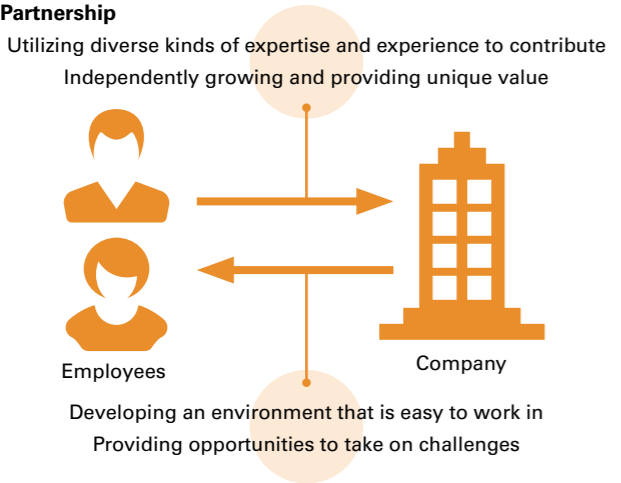 Partnership
Utilizing diverse kinds of expertise and experience to contribute
Independently growing and providing unique value
Employees
Company
Developing an environment that is easy to work in
Providing opportunities to take on challenges